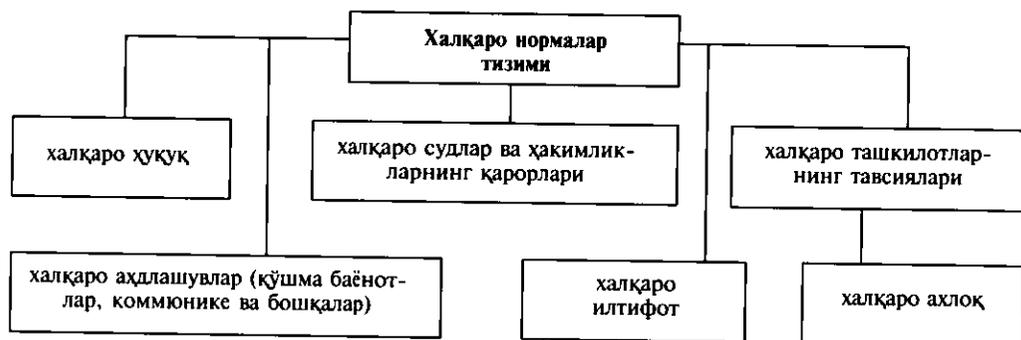 Халқаро нормалар
тизими
халқаро ҳуқуқ
халқаро судлар ва ҳакимлик-
ларнинг қарорлари
халқаро ташкилотлар-
нинг тавсиялари
халқаро аҳдлашувлар (қўшма баёнот-
лар, коммюнике ва бошқалар)
халқаро
илтифот
халқаро ахлоқ